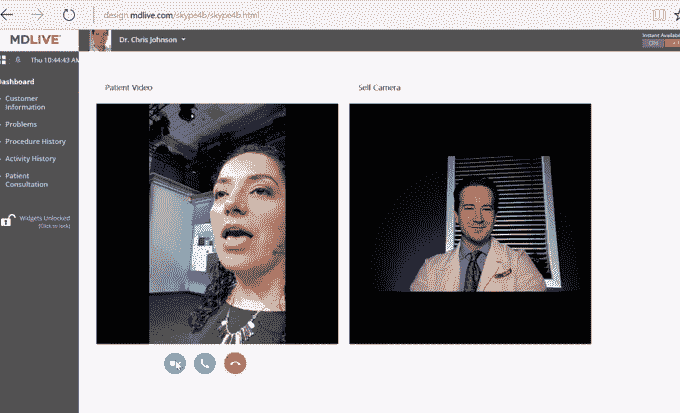 design.mdlive.com/skype4b/skype4b.html
MDLIVE
Dr. Chris Johnson
Instant Availab
ON
Thu 10:44:43 AM
Dashboard
Customer
Information
Problems
Procedure History
Activity History
Patient
Consultation
Widgets Unlocked
(Click to lock)
Patient Video
Self Camera